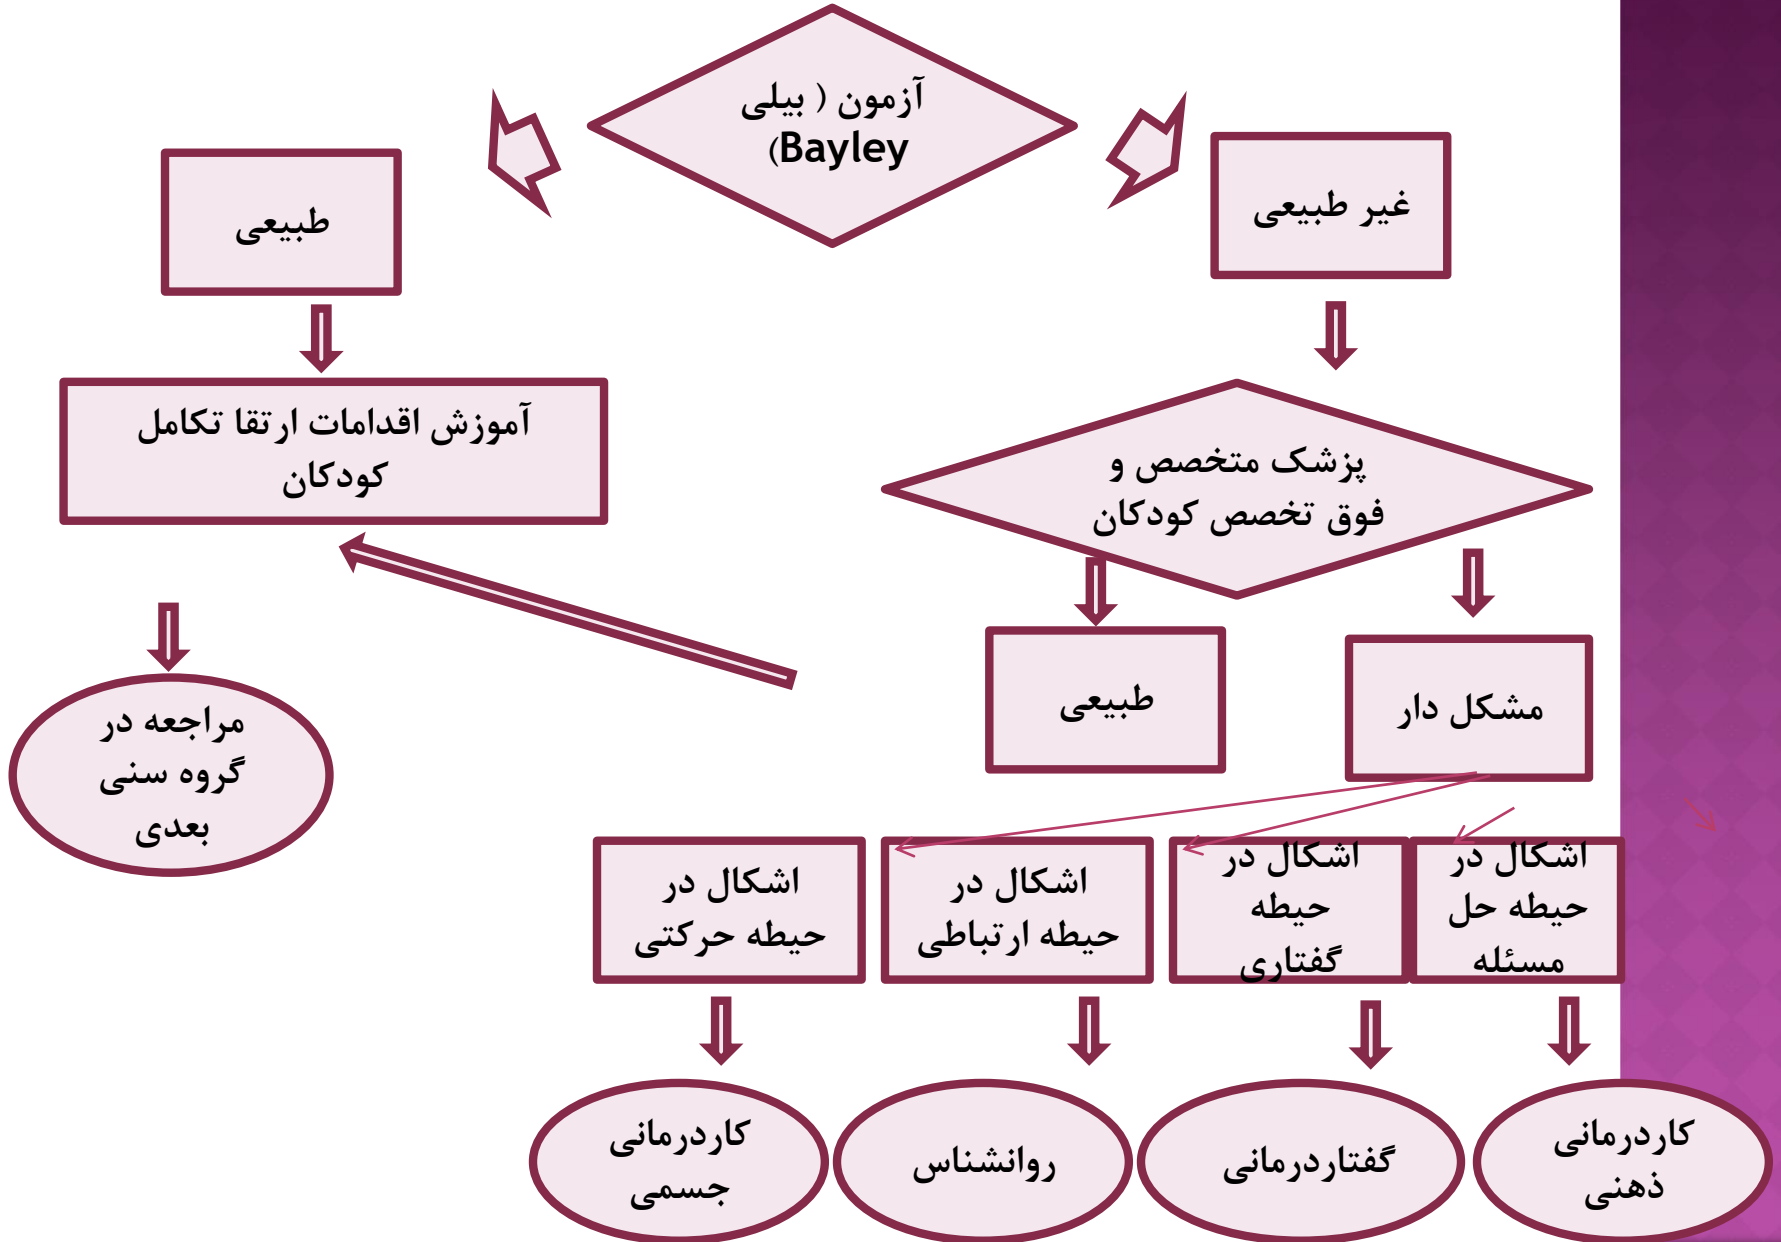 آزمون ( بیلی
Bayley)
غیر طبیعی
طبیعی
آموزش اقدامات ارتقا تکامل
کودکان
پزشک متخصص و
فوق تخصص کودکان
طبیعی
مشکل دار
مراجعه در
گروه سنی
بعدی
اشکال در
حیطه حل
مسئله
اشکال در
حیطه
گفتاری
اشکال در
حیطه ارتباطی
اشکال در
حیطه حرکتی
کاردرمانی
ذهنی
گفتاردرمانی
روانشناس
کاردرمانی
جسمی